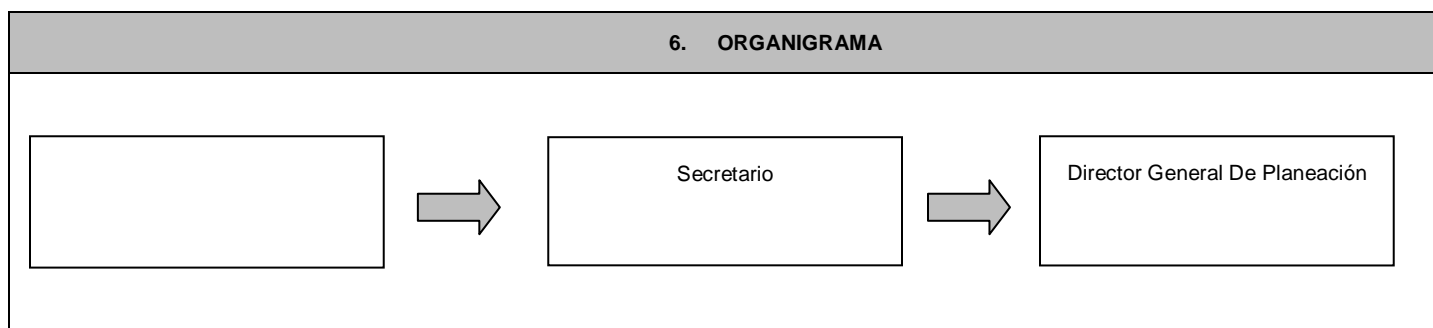 6. ORGANIGRAMA
Secretario
Director General De Planeación